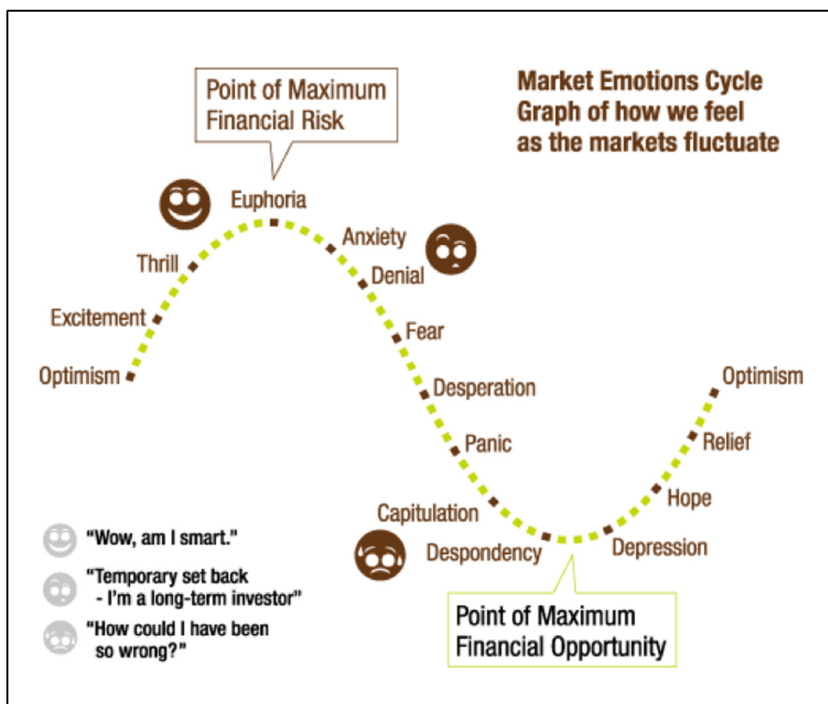 Market Emotions Cycle
Graph of how we feel
as the markets fluctuate
Point of Maximum
Financial Risk
Euphoria
Thrill
Excitement
Optimism
Anxiety
Denial
Fear
Desperation
Panic
Capitulation
Despondency
Depression
Hope
Relief
Optimism
Point of Maximum
Financial Opportunity
"Wow, am I smart."
"Temporary set back
- I'm a long-term investor"
"How could I have been
so wrong?"